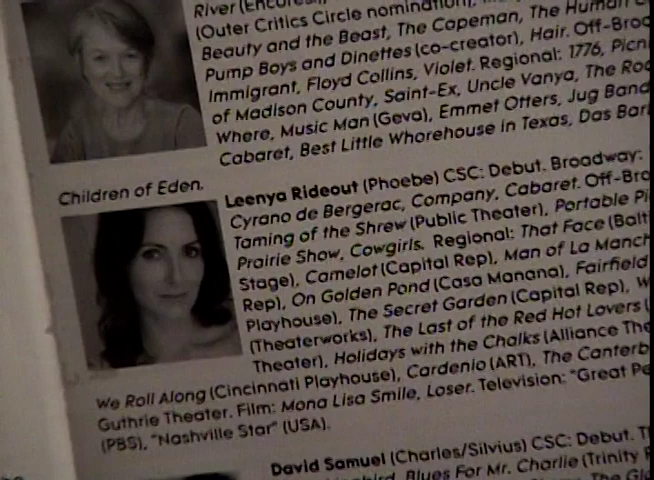 River (Encores!),
(Outer Critics Circle nomination),
Beauty and the Beast, The Capeman, The Human C
Pump Boys and Dinettes (co-creator), Hair. Off-Broa
Immigrant, Floyd Collins, Violet. Regional: 1776, Picni
of Madison County, Saint-Ex, Uncle Vanya, The Roa
Where, Music Man (Geva), Emmet Otters, Jug Band
Cabaret, Best Little Whorehouse in Texas, Das Bar
Children of Eden.
Leenya Rideout (Phoebe) CSC: Debut. Broadway:
Cyrano de Bergerac, Company, Cabaret. Off-Bro
Taming of the Shrew (Public Theater), Portable Pi
Prairie Show, Cowgirls. Regional: That Face (Balt
Stage), Camelot (Capital Rep), Man of La Manch
Rep), On Golden Pond (Casa Manana), Fairfield
Playhouse), The Secret Garden (Capital Rep), W
(Theaterworks), The Last of the Red Hot Lovers (
Theater), Holidays with the Chalks (Alliance The
We Roll Along (Cincinnati Playhouse), Cardenio (ART), The Canterb
Guthrie Theater. Film: Mona Lisa Smile, Loser. Television: "Great Pe
(PBS), "Nashville Star" (USA).
David Samuel (Charles/Silvius) CSC: Debut. T
Blues For Mr. Charlie (Trinity R
The Glo